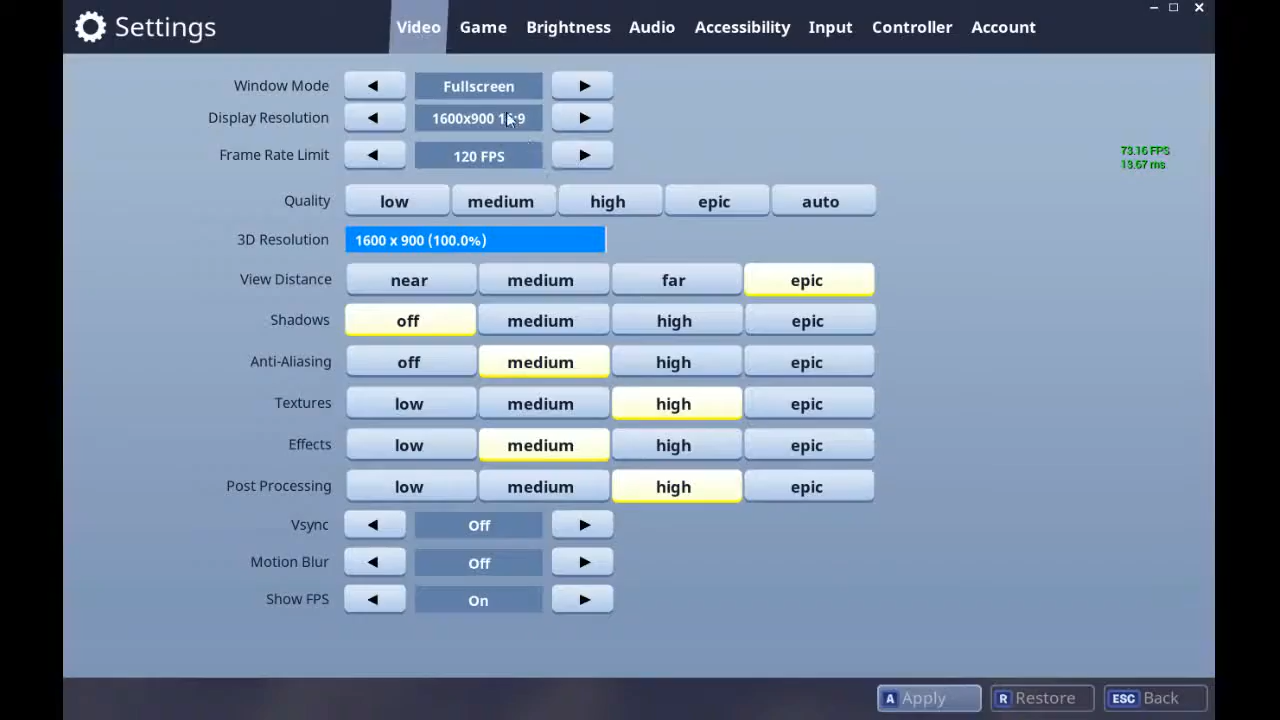 Settings Video Game Brightness Audio Accessibility Input Controller Account
Window Mode Fullscreen
Display Resolution 1600x900
Frame Rate Limit 120 FPS
73.16 FPS
13.67 ms
Quality low medium high epic auto
3D Resolution 1600 x 900 (100.0%)
View Distance near medium far epic
Shadows off medium high epic
Anti-Aliasing off medium high epic
Textures low medium high epic
Effects low medium high epic
Post Processing low medium high epic
Vsync Off
Motion Blur Off
Show FPS On
A Apply R Restore ESC Back